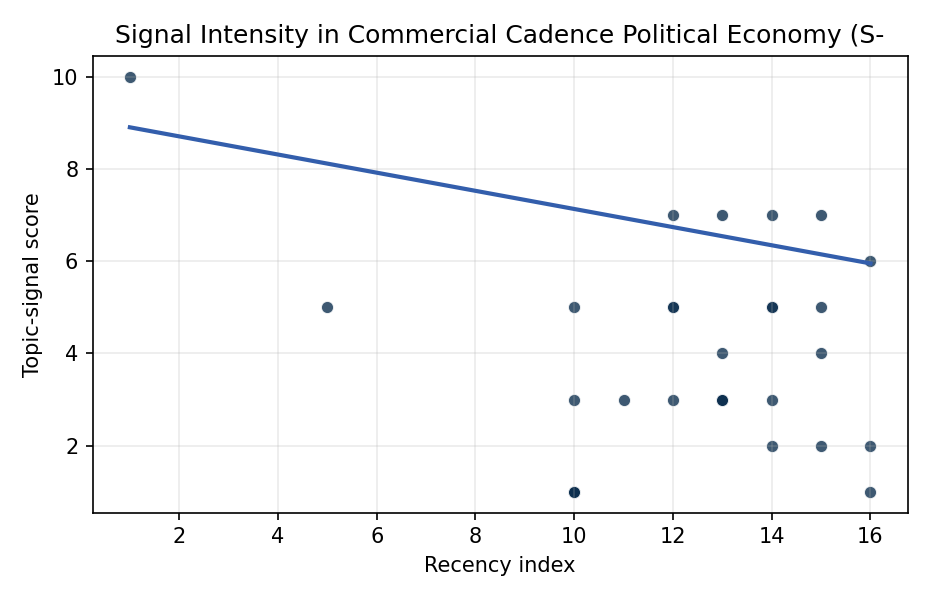 Signal Intensity in Commercial Cadence Political Economy (S-
Topic-signal score
10
8
6
4
2
2 4 6 8 10 12 14 16
Recency index